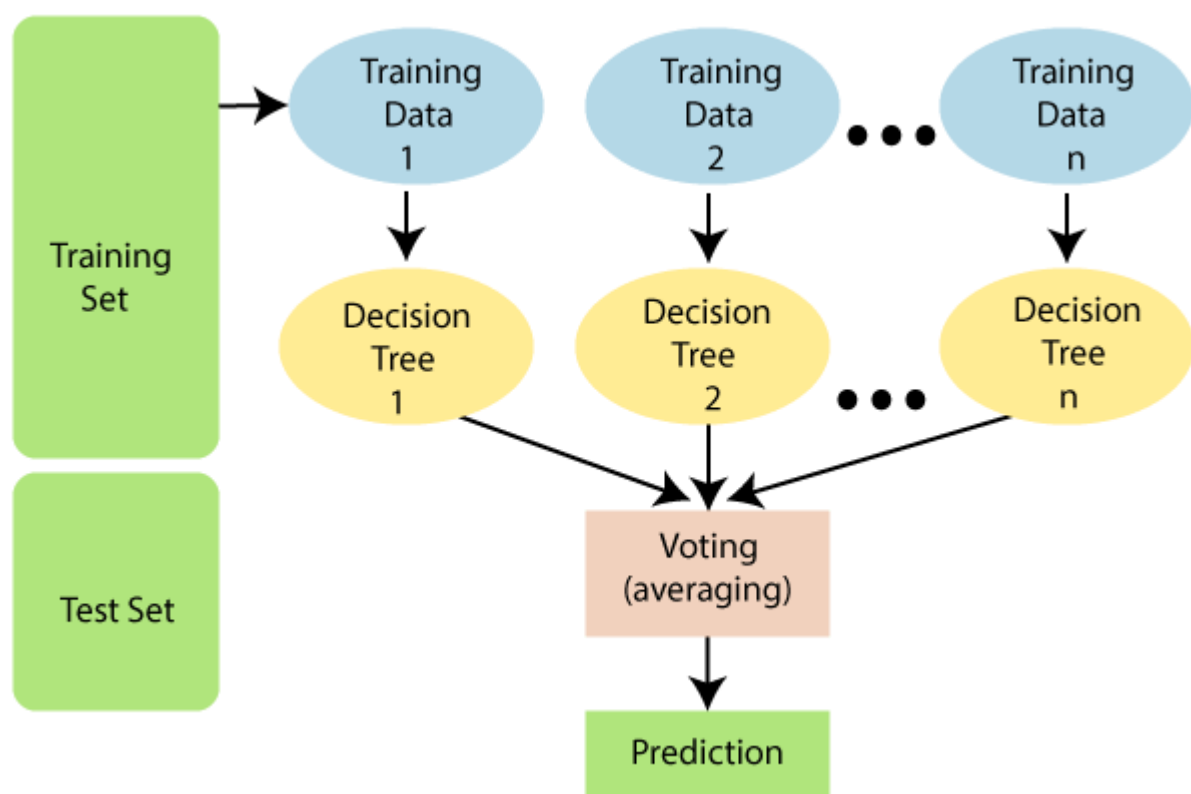 Training
Data
1
Training
Data
2
Training
Data
n
Training
Set
Decision
Tree
1
Decision
Tree
2
Decision
Tree
n
Test Set
Voting
(averaging)
Prediction